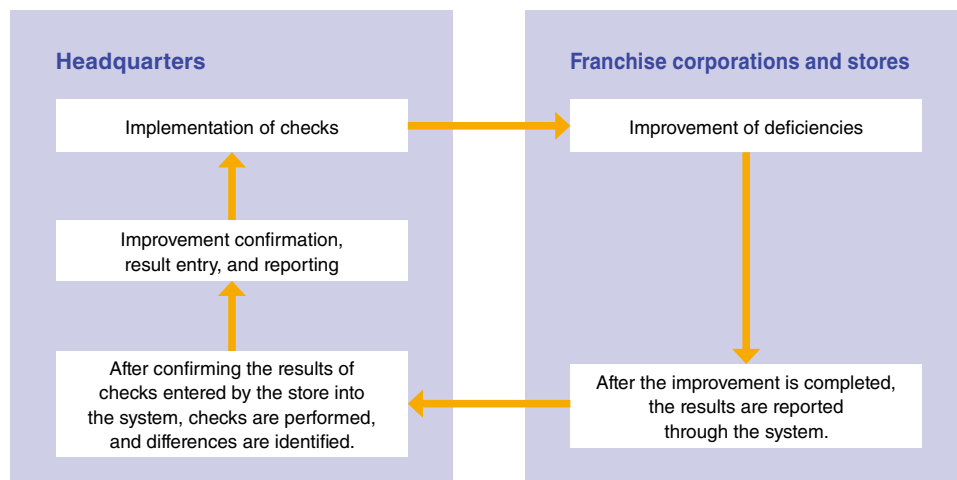 Headquarters
Implementation of checks
Improvement confirmation,
result entry, and reporting
After confirming the results of
checks entered by the store into
the system, checks are performed,
and differences are identified.
Franchise corporations and stores
Improvement of deficiencies
After the improvement is completed,
the results are reported
through the system.